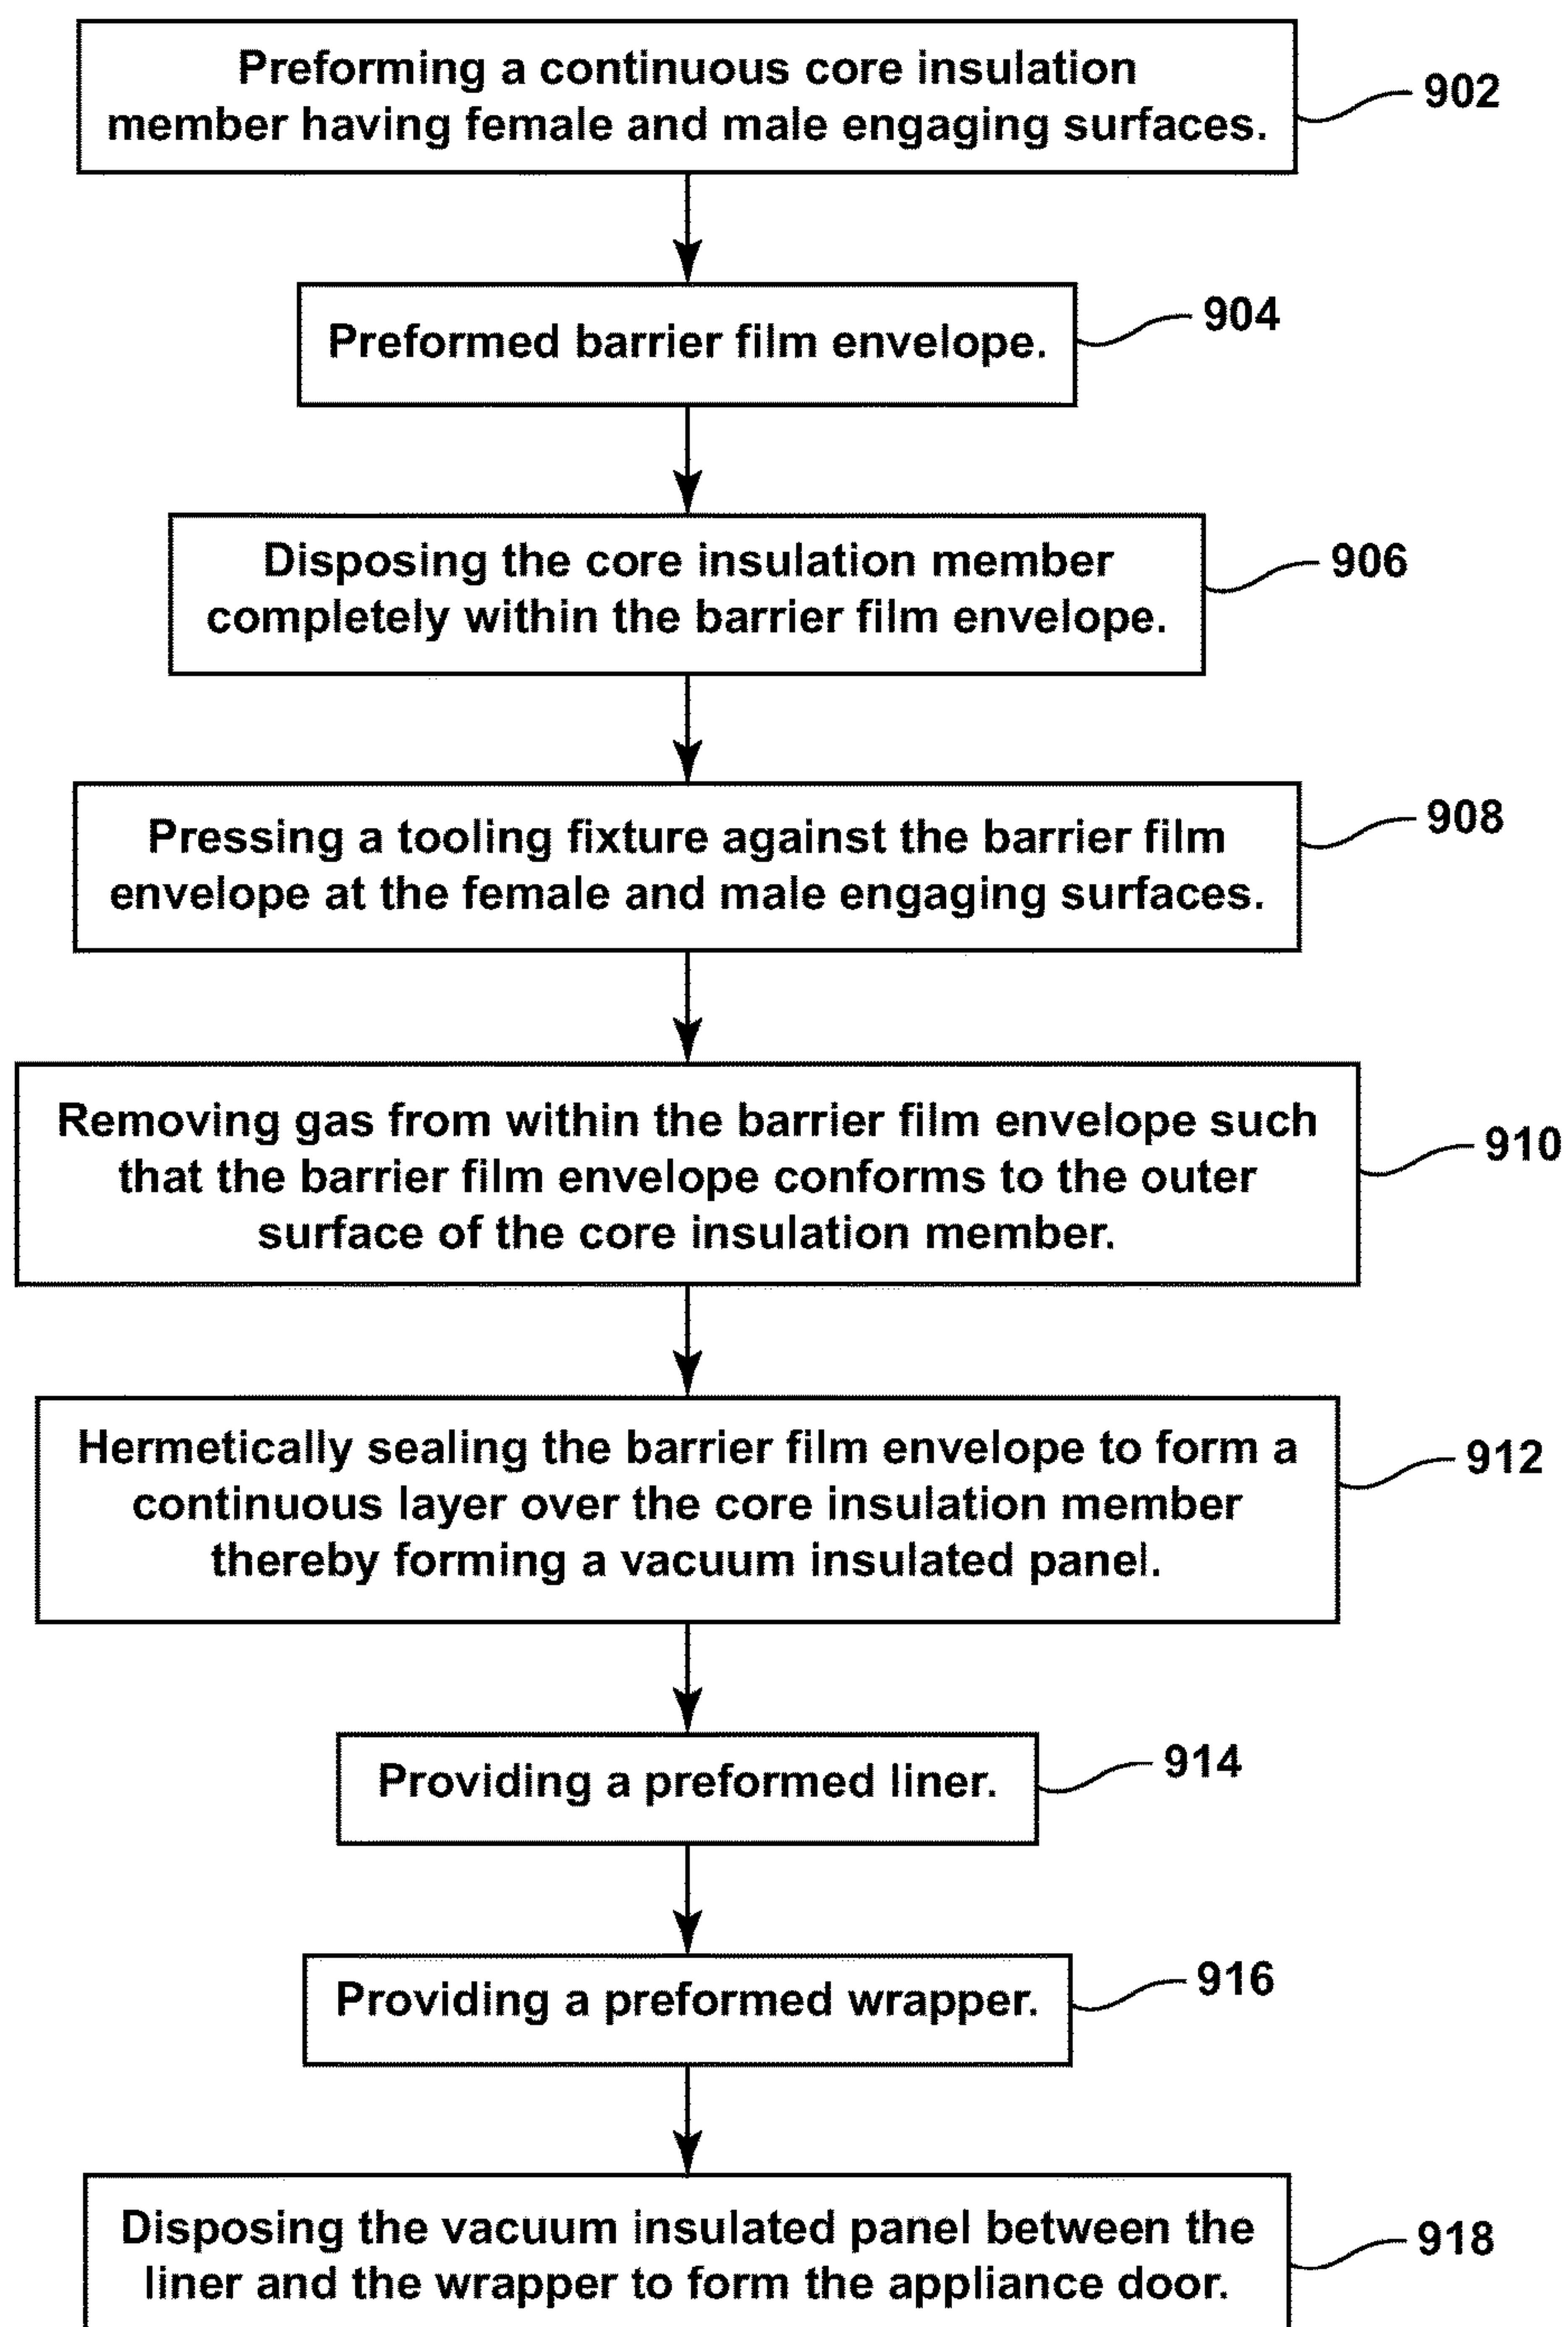 Preforming a continuous core insulation
member having female and male engaging surfaces.
902
Preformed barrier film envelope.
904
Disposing the core insulation member
completely within the barrier film envelope.
906
Pressing a tooling fixture against the barrier film
envelope at the female and male engaging surfaces.
908
Removing gas from within the barrier film envelope such
that the barrier film envelope conforms to the outer
surface of the core insulation member.
910
Hermetically sealing the barrier film envelope to form a
continuous layer over the core insulation member
thereby forming a vacuum insulated panel.
912
Providing a preformed liner.
914
Providing a preformed wrapper.
916
Disposing the vacuum insulated panel between the
liner and the wrapper to form the appliance door.
918